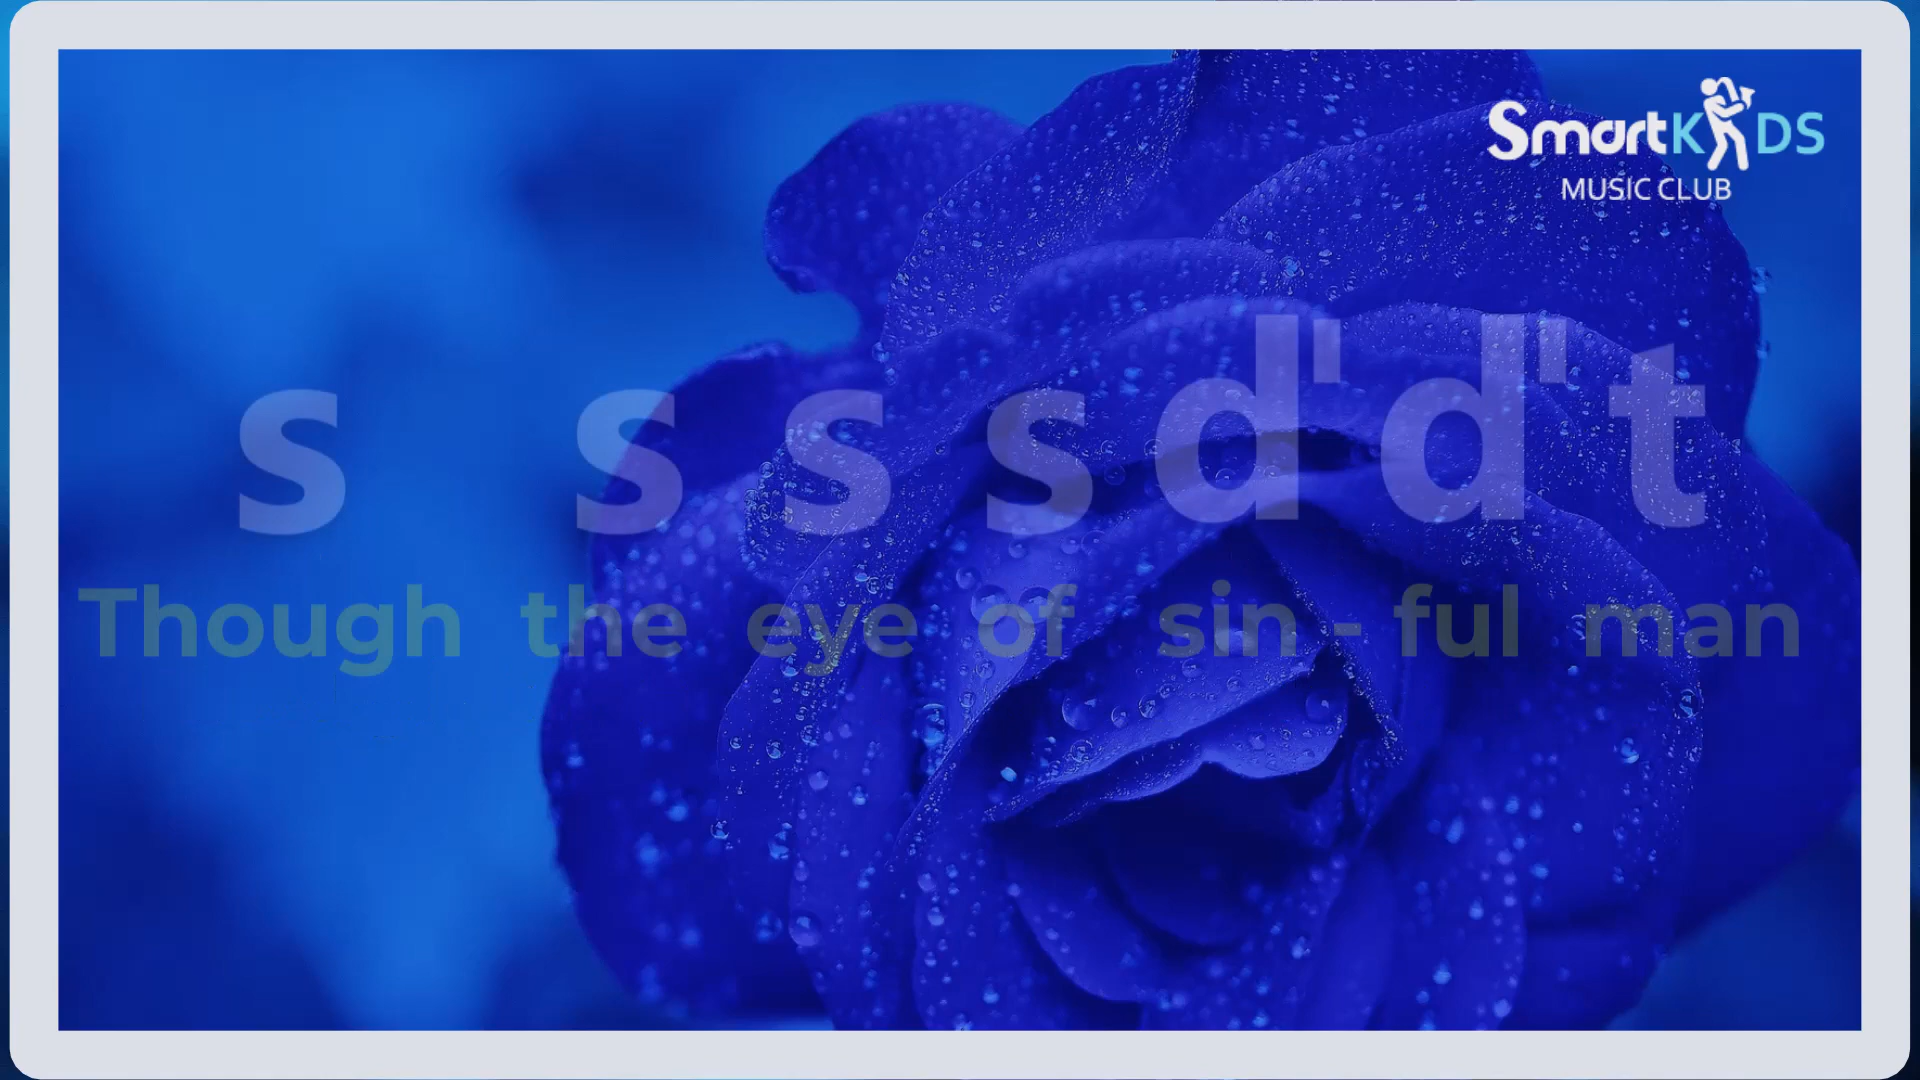 SmartKIDS
MUSIC CLUB
s s s s d' d' t
Though the eye of sin - ful man